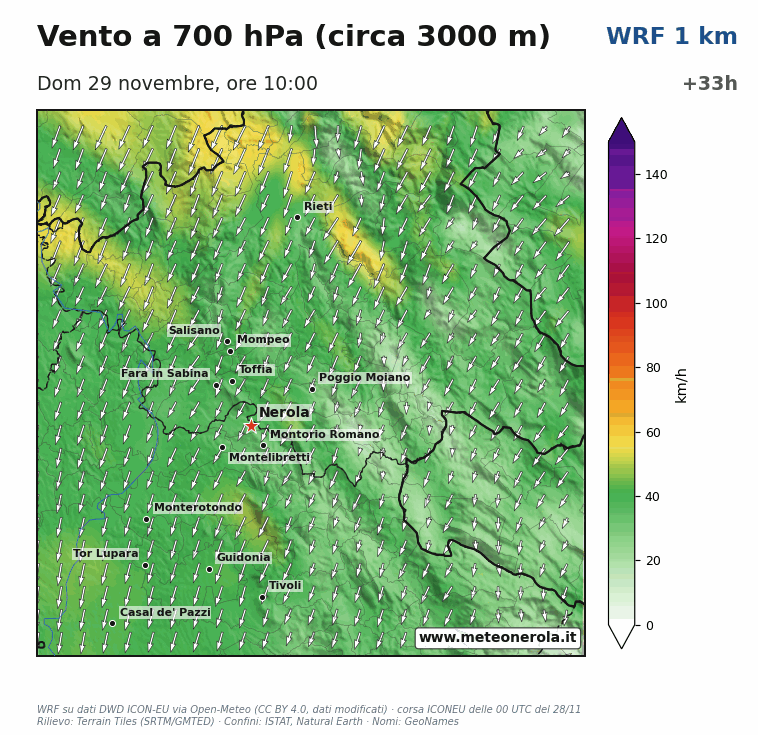 Vento a 700 hPa (circa 3000 m)
WRF 1 km
Dom 29 novembre, ore 10:00
+33h
Rieti
Salisano
Mompeo
Fara in Sabina
Toffia
Poggio Moiano
Nerola
Montorio Romano
Montelibretti
Monterotondo
Tor Lupara
Guidonia
Tivoli
Casal de' Pazzi
www.meteonerola.it
140
120
100
80
60
40
20
0
km/h
WRF su dati DWD ICON-EU via Open-Meteo (CC BY 4.0, dati modificati) · corsa ICONEU delle 00 UTC del 28/11
Rilievo: Terrain Tiles (SRTM/GMTED) · Confini: ISTAT, Natural Earth · Nomi: GeoNames